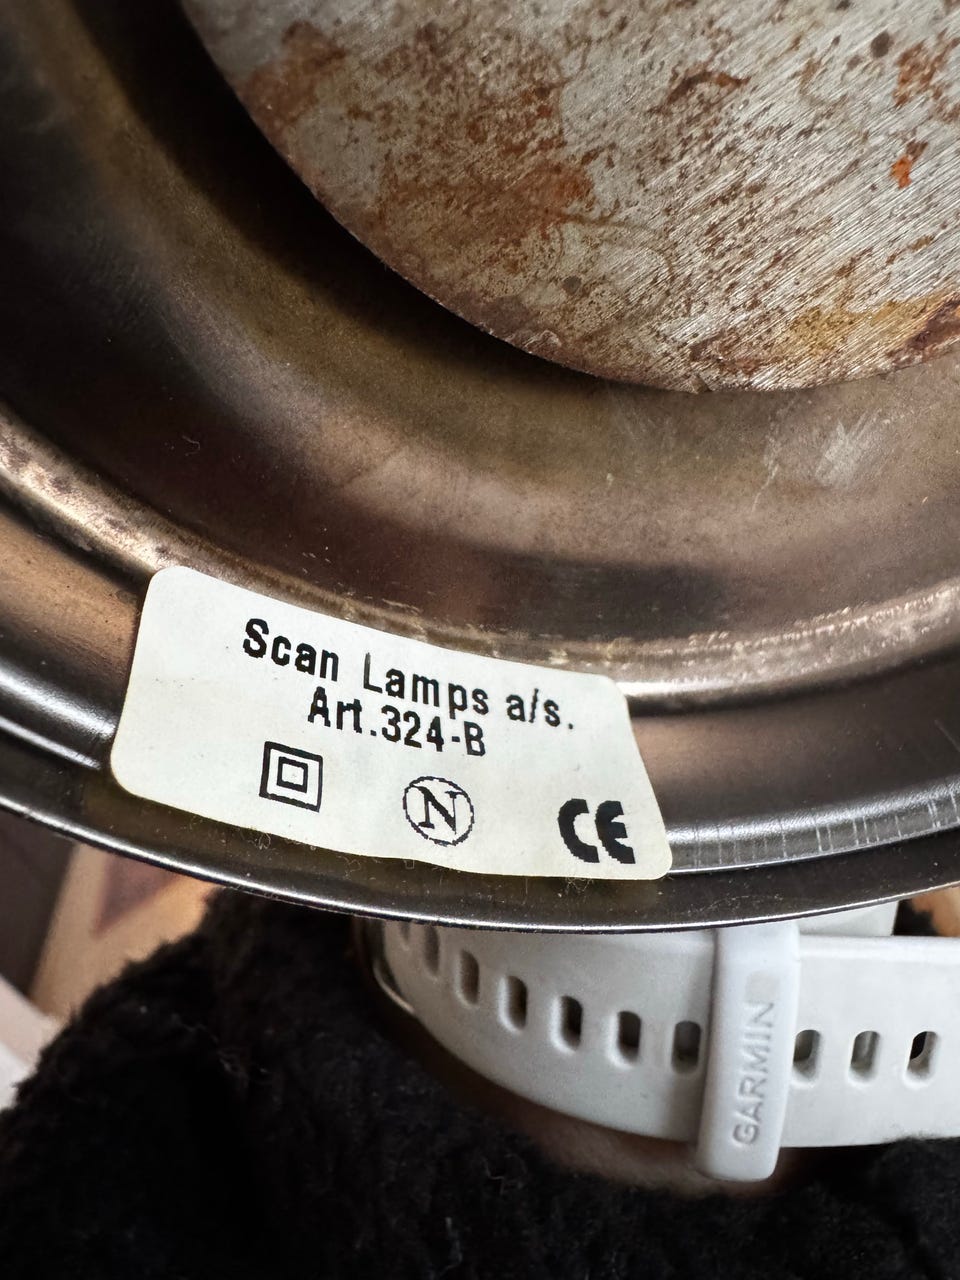 Scan Lamps a/s.
Art.324-B
N
CE
GARMIN